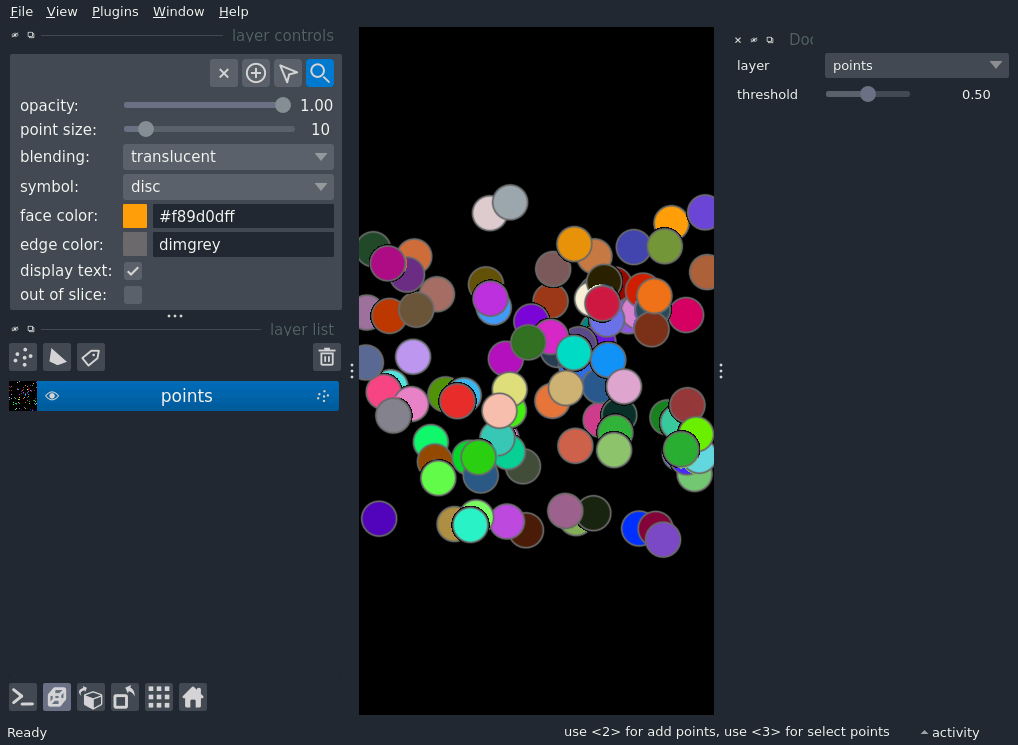 File View Plugins Window Help
layer controls
opacity: 1.00
point size: 10
blending: translucent
symbol: disc
face color: #f89d0dff
edge color: dimgrey
display text:
out of slice:
layer list
points
Ready
Doc
layer points
threshold 0.50
use <2> for add points, use <3> for select points
activity